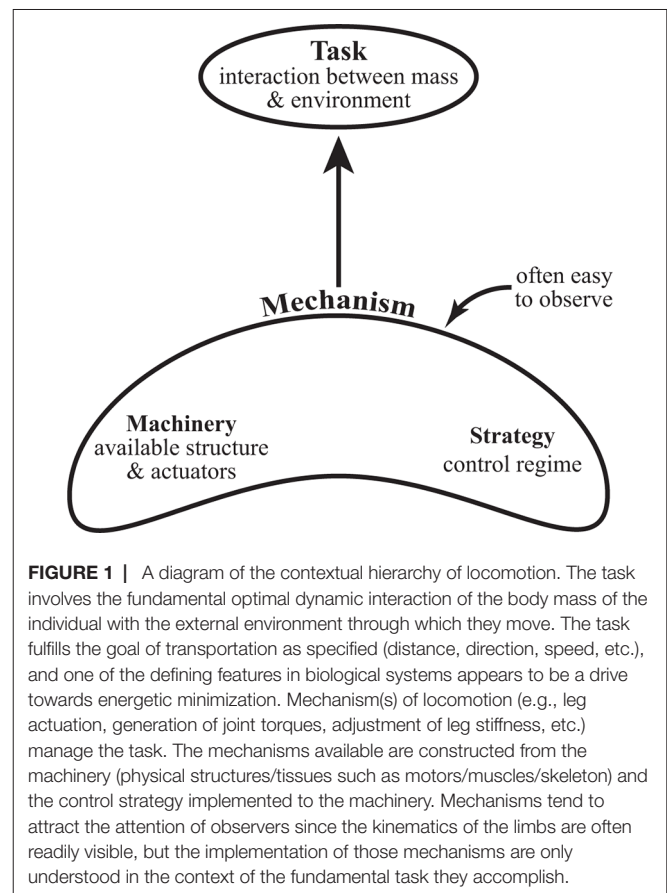 Task
interaction between mass
& environment
Mechanism
often easy
to observe
Machinery
available structure
& actuators
Strategy
control regime
FIGURE 1 | A diagram of the contextual hierarchy of locomotion. The task
involves the fundamental optimal dynamic interaction of the body mass of the
individual with the external environment through which they move. The task
fulfills the goal of transportation as specified (distance, direction, speed, etc.),
and one of the defining features in biological systems appears to be a drive
towards energetic minimization. Mechanism(s) of locomotion (e.g., leg
actuation, generation of joint torques, adjustment of leg stiffness, etc.)
manage the task. The mechanisms available are constructed from the
machinery (physical structures/tissues such as motors/muscles/skeleton) and
the control strategy implemented to the machinery. Mechanisms tend to
attract the attention of observers since the kinematics of the limbs are often
readily visible, but the implementation of those mechanisms are only
understood in the context of the fundamental task they accomplish.